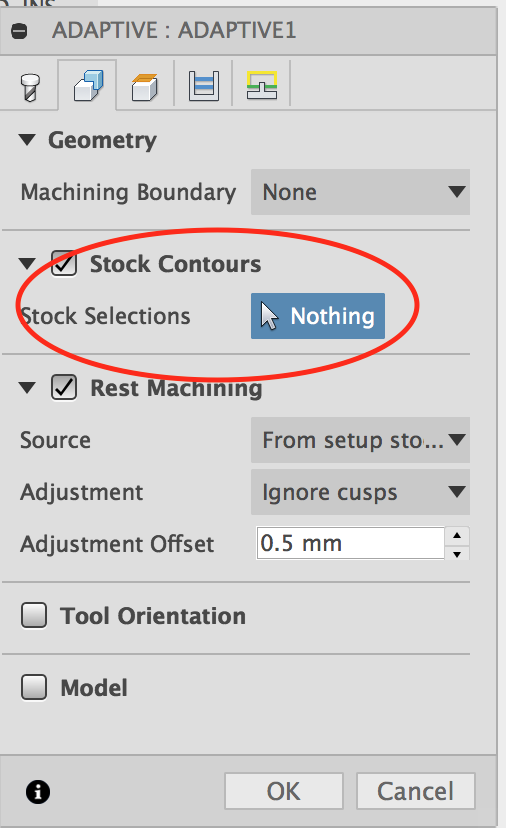 ADAPTIVE : ADAPTIVE1
Geometry
Machining Boundary None
Stock Contours
Stock Selections Nothing
Rest Machining
Source From setup sto...
Adjustment Ignore cusps
Adjustment Offset 0.5 mm
Tool Orientation
Model
OK Cancel